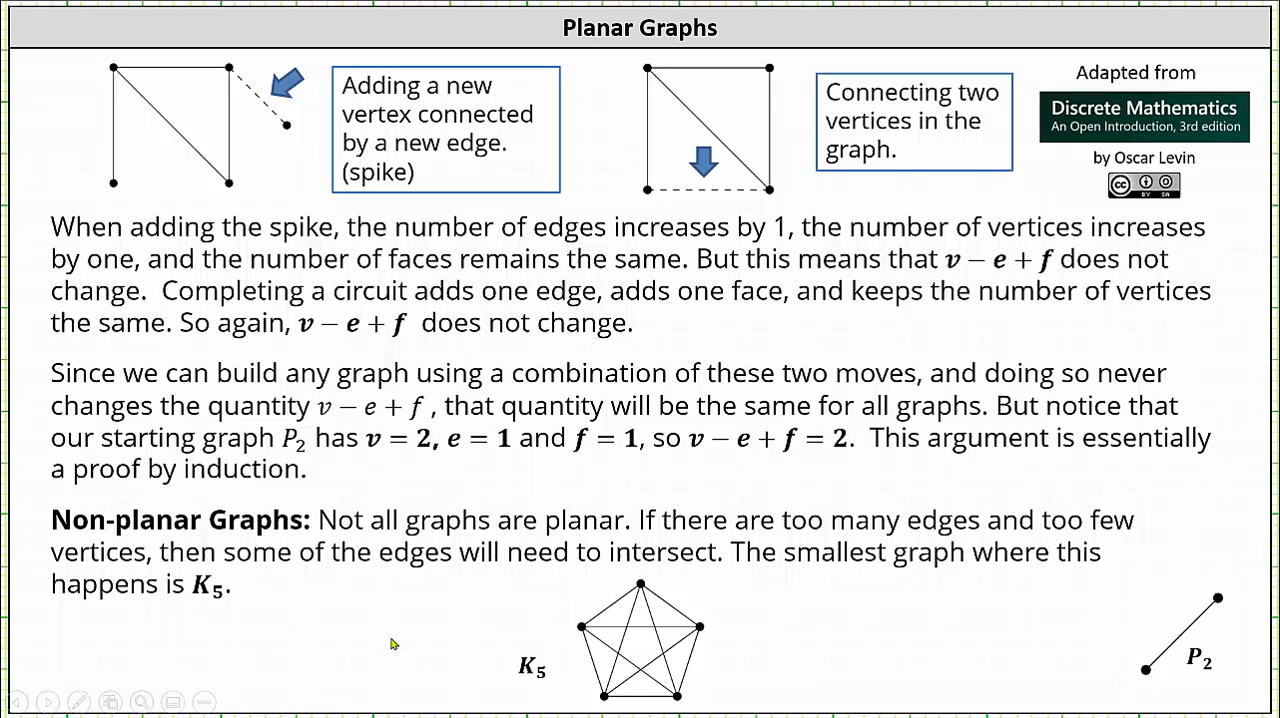 Planar Graphs
Adding a new
vertex connected
by a new edge.
(spike)
Connecting two
vertices in the
graph.
Adapted from
Discrete Mathematics
An Open Introduction, 3rd edition
by Oscar Levin
cc
BY SA
When adding the spike, the number of edges increases by 1, the number of vertices increases
by one, and the number of faces remains the same. But this means that v − e + f does not
change. Completing a circuit adds one edge, adds one face, and keeps the number of vertices
the same. So again, v − e + f does not change.
Since we can build any graph using a combination of these two moves, and doing so never
changes the quantity v − e + f , that quantity will be the same for all graphs. But notice that
our starting graph P₂ has v = 2, e = 1 and f = 1, so v − e + f = 2. This argument is essentially
a proof by induction.
Non-planar Graphs: Not all graphs are planar. If there are too many edges and too few
vertices, then some of the edges will need to intersect. The smallest graph where this
happens is K₅.
K₅
P₂